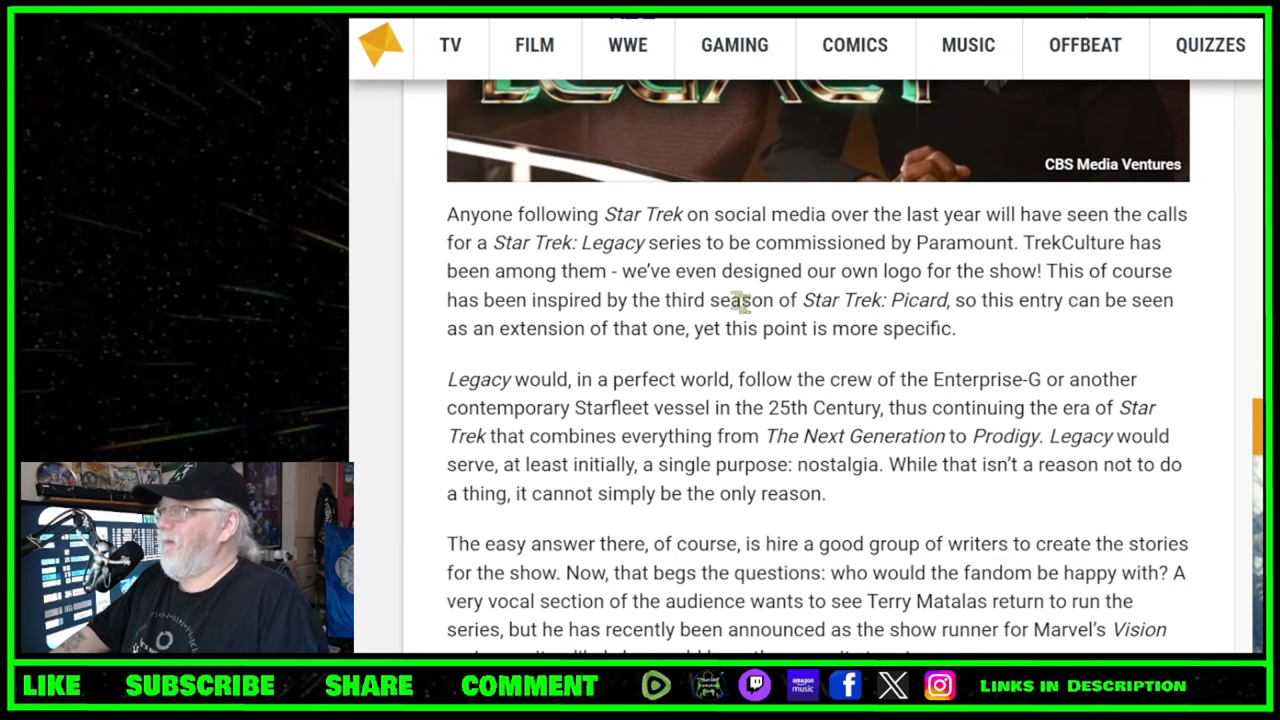 TV FILM WWE GAMING COMICS MUSIC OFFBEAT QUIZZES
LEGACY
CBS Media Ventures
Anyone following Star Trek on social media over the last year will have seen the calls
for a Star Trek: Legacy series to be commissioned by Paramount. TrekCulture has
been among them - we've even designed our own logo for the show! This of course
has been inspired by the third season of Star Trek: Picard, so this entry can be seen
as an extension of that one, yet this point is more specific.
Legacy would, in a perfect world, follow the crew of the Enterprise-G or another
contemporary Starfleet vessel in the 25th Century, thus continuing the era of Star
Trek that combines everything from The Next Generation to Prodigy. Legacy would
serve, at least initially, a single purpose: nostalgia. While that isn't a reason not to do
a thing, it cannot simply be the only reason.
The easy answer there, of course, is hire a good group of writers to create the stories
for the show. Now, that begs the questions: who would the fandom be happy with? A
very vocal section of the audience wants to see Terry Matalas return to run the
series, but he has recently been announced as the show runner for Marvel's Vision
LIKE SUBSCRIBE SHARE COMMENT amazon music LINKS IN DESCRIPTION